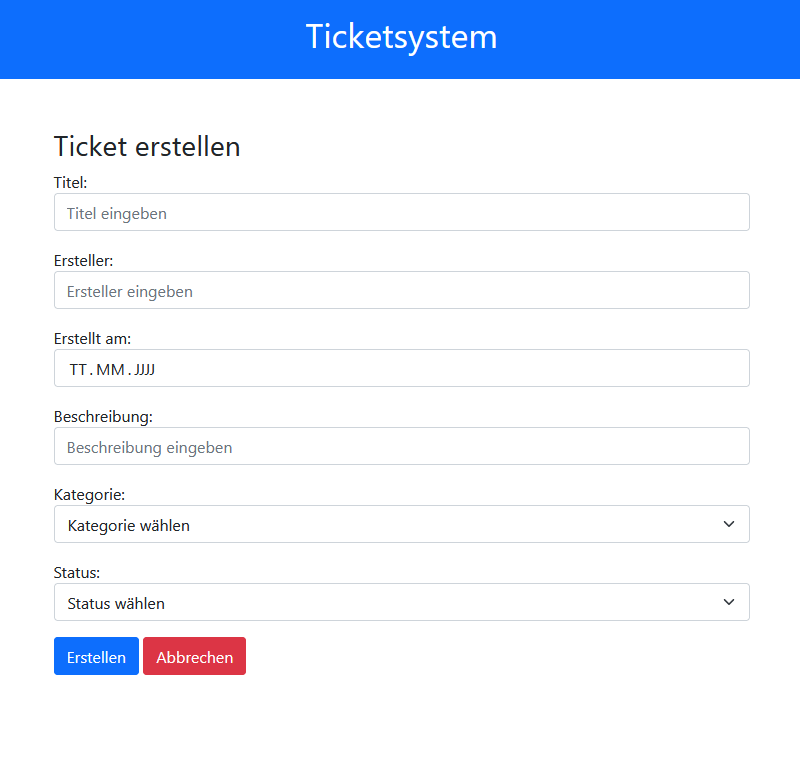 Ticketsystem
Ticket erstellen
Titel:
Titel eingeben
Ersteller:
Ersteller eingeben
Erstellt am:
TT.MM.JJJJ
Beschreibung:
Beschreibung eingeben
Kategorie:
Kategorie wählen
Status:
Status wählen
Erstellen Abbrechen